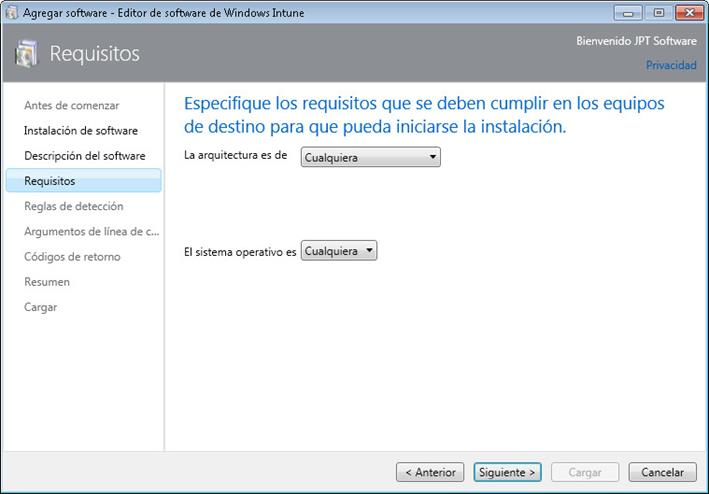 Agregar software - Editor de software de Windows Intune
Requisitos
Bienvenido JPT Software
Privacidad
Antes de comenzar
Instalación de software
Descripción del software
Requisitos
Reglas de detección
Argumentos de línea de c...
Códigos de retorno
Resumen
Cargar
Especifique los requisitos que se deben cumplir en los equipos
de destino para que pueda iniciarse la instalación.
La arquitectura es de Cualquiera
El sistema operativo es Cualquiera
< Anterior Siguiente > Cargar Cancelar